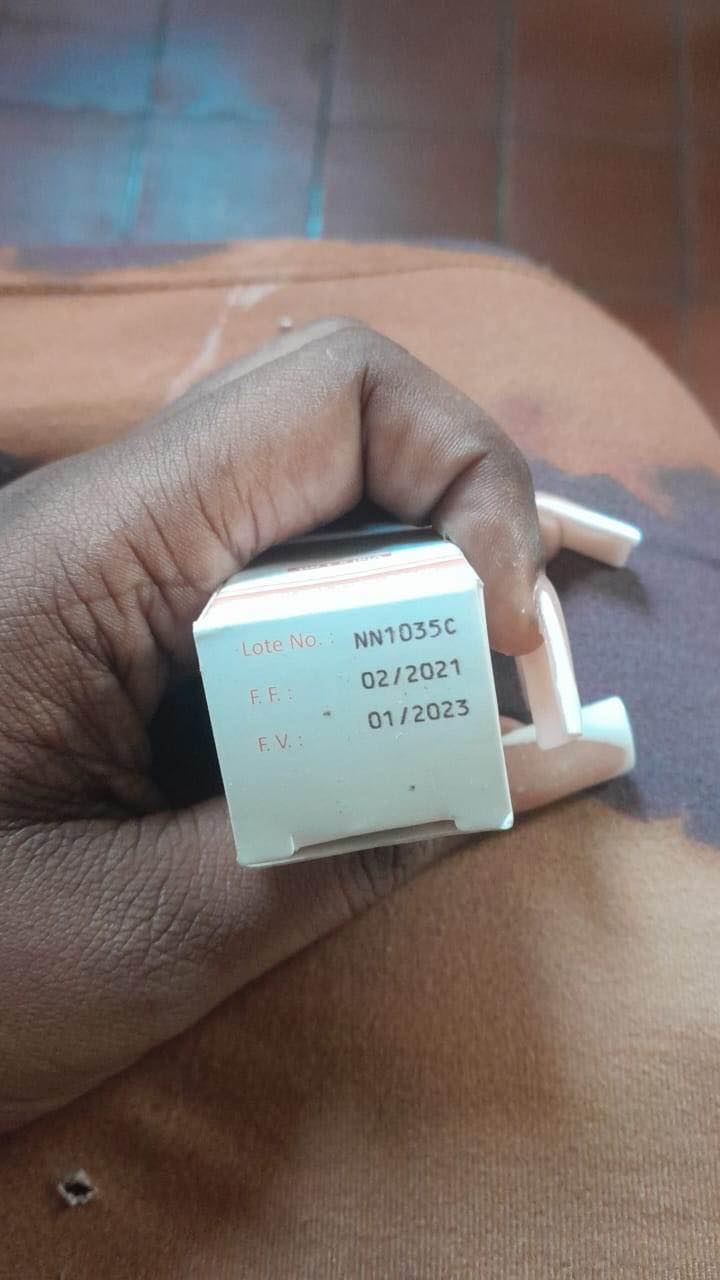 Lote No. : NN1035C
F. F. : 02/2021
F. V. : 01/2023